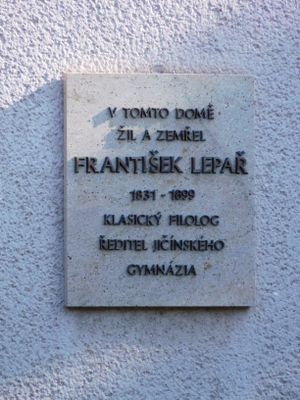 V TOMTO DOMĚ
ŽIL A ZEMŘEL
FRANTIŠEK LEPAŘ
1831 - 1899
KLASICKÝ FILOLOG
ŘEDITEL JIČÍNSKÉHO
GYMNÁZIA